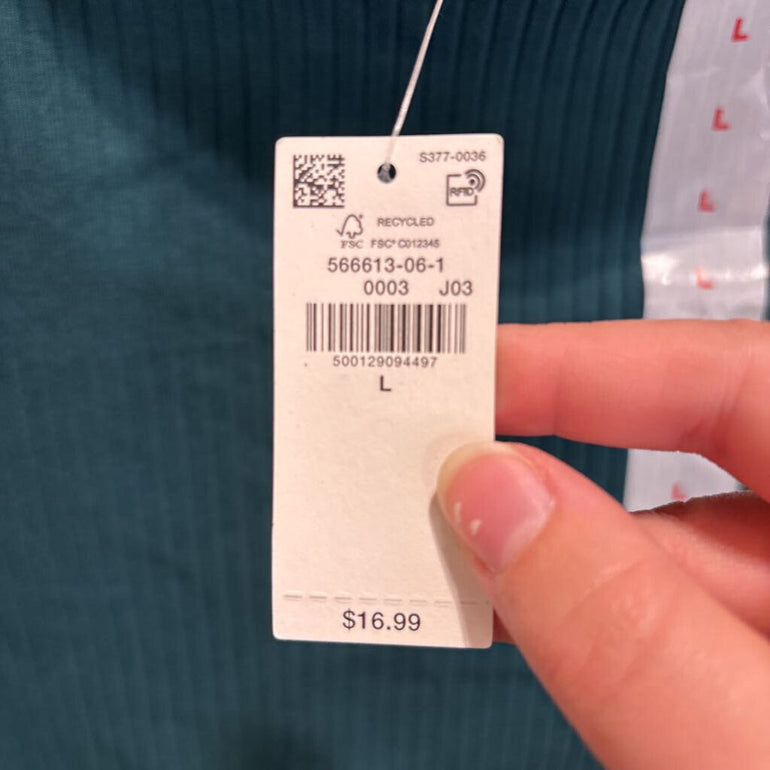 S377-0036
RFID
RECYCLED
FSC FSC® C012345
566613-06-1
0003 J03
500129094497
L
$16.99
L
L
L
L
L